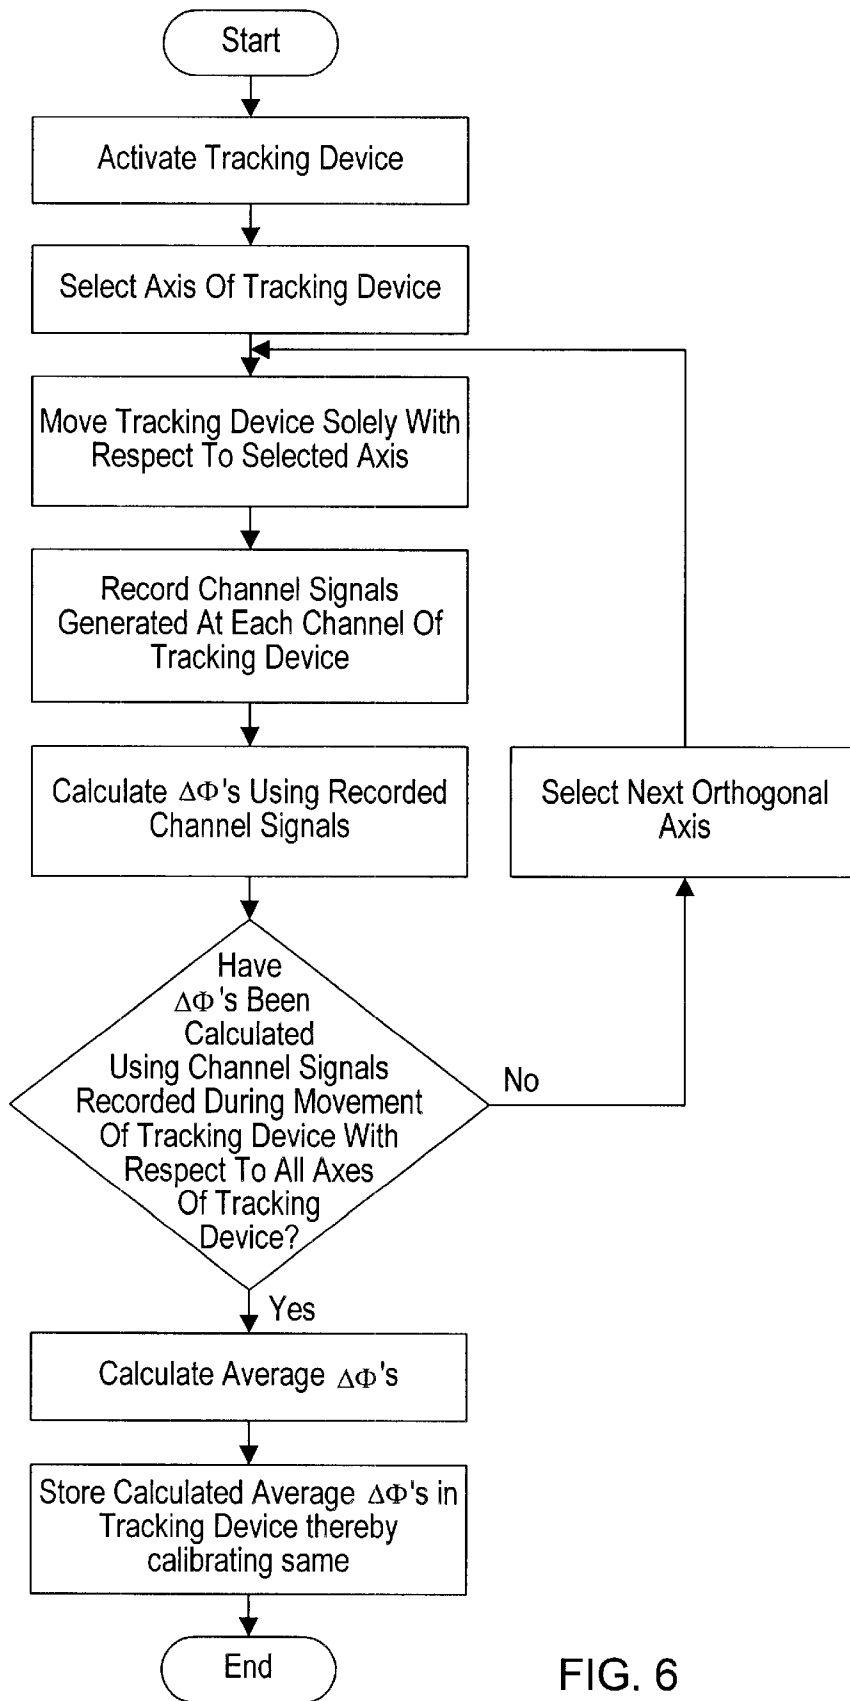 Start
Activate Tracking Device
Select Axis Of Tracking Device
Move Tracking Device Solely With
Respect To Selected Axis
Record Channel Signals
Generated At Each Channel Of
Tracking Device
Calculate ΔΦ's Using Recorded
Channel Signals
Select Next Orthogonal
Axis
Have
ΔΦ's Been
Calculated
Using Channel Signals
Recorded During Movement
Of Tracking Device With
Respect To All Axes
Of Tracking
Device?
No
Yes
Calculate Average ΔΦ's
Store Calculated Average ΔΦ's in
Tracking Device thereby
calibrating same
End
FIG. 6